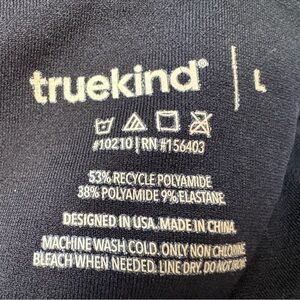 truekind® | L
#10210 | RN #156403
53% RECYCLE POLYAMIDE
38% POLYAMIDE 9% ELASTANE
DESIGNED IN USA. MADE IN CHINA.
MACHINE WASH COLD. ONLY NON CHLORINE
BLEACH WHEN NEEDED. LINE DRY. DO NOT IRON